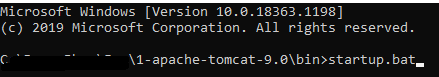 Microsoft Windows [Version 10.0.18363.1198]
(c) 2019 Microsoft Corporation. All rights reserved.
\1-apache-tomcat-9.0\bin>startup.bat